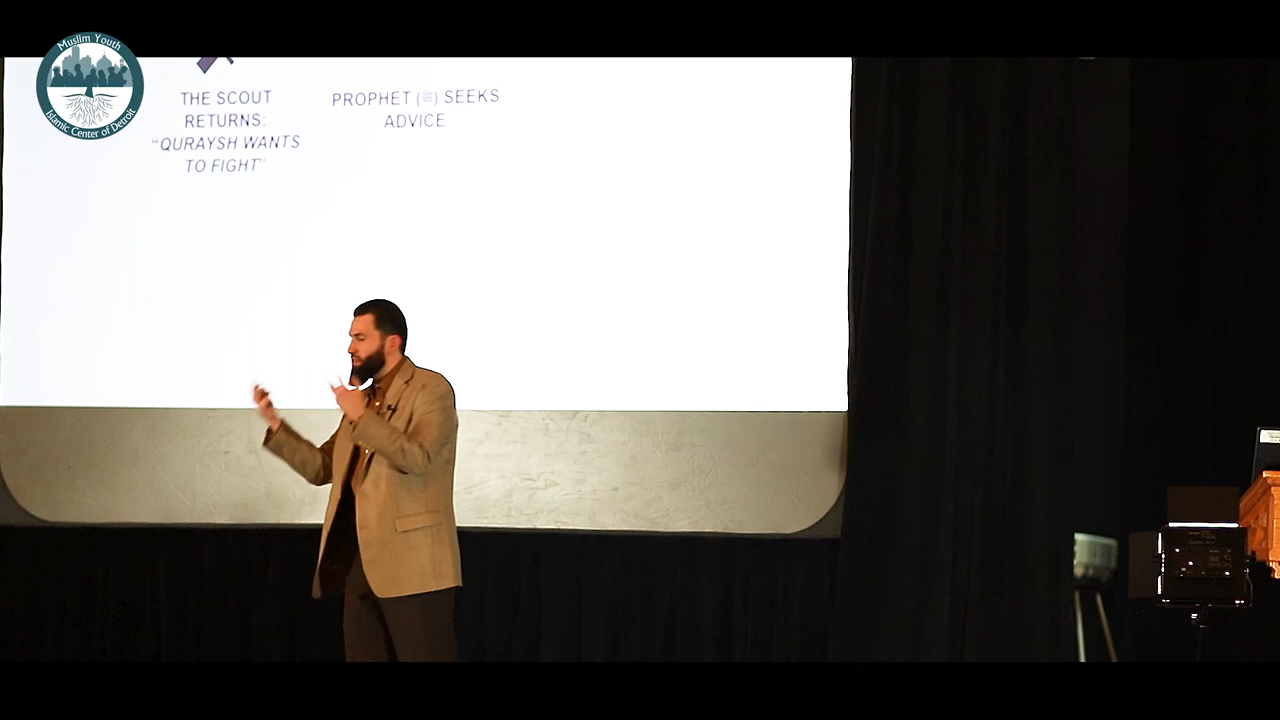 Muslim Youth
Islamic Center of Detroit
THE SCOUT
RETURNS:
"QURAYSH WANTS
TO FIGHT"
PROPHET (ﷺ) SEEKS
ADVICE